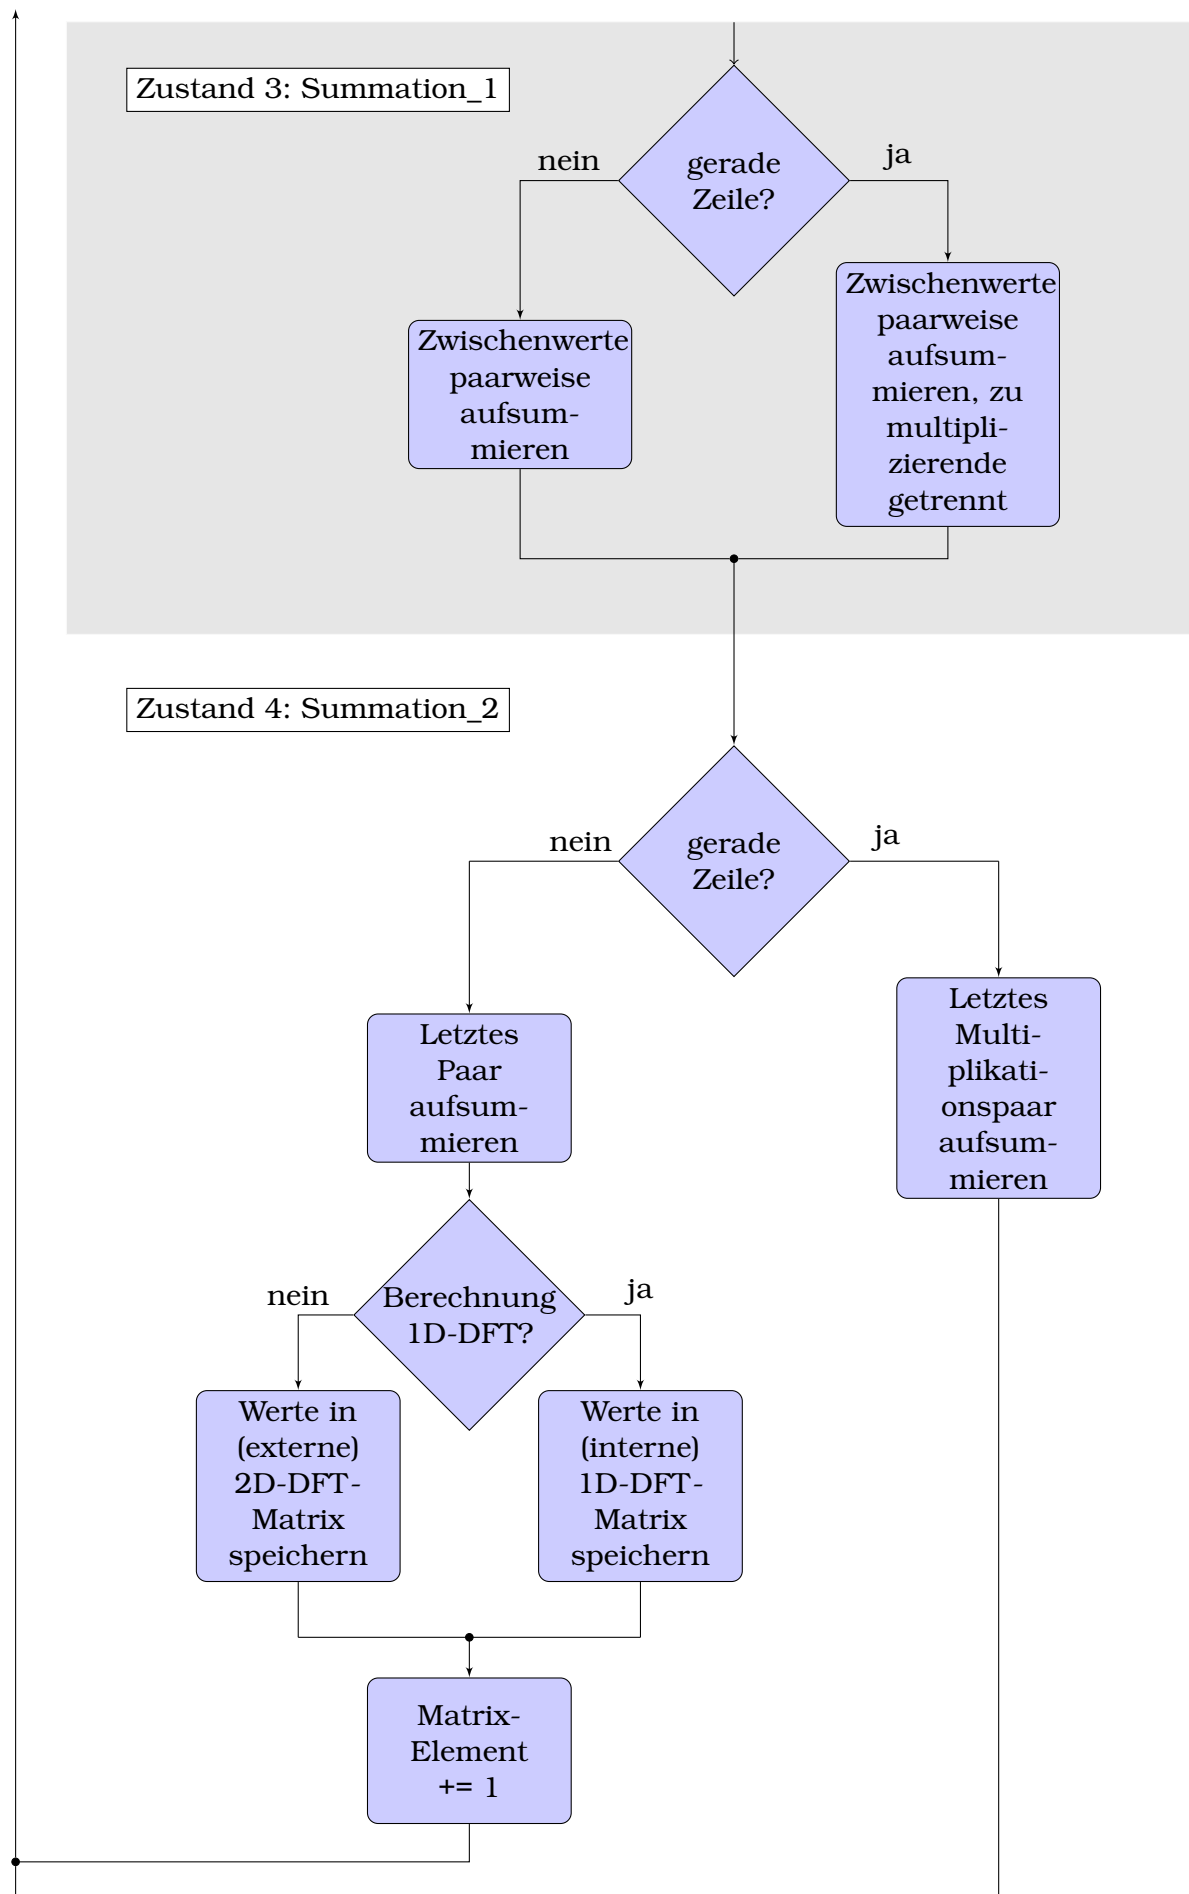 Zustand 3: Summation_1
gerade
Zeile?
nein
ja
Zwischenwerte
paarweise
aufsum-
mieren
Zwischenwerte
paarweise
aufsum-
mieren, zu
multipli-
zierende
getrennt
Zustand 4: Summation_2
gerade
Zeile?
nein
ja
Letztes
Paar
aufsum-
mieren
Letztes
Multi-
plikati-
onspaar
aufsum-
mieren
Berechnung
1D-DFT?
nein
ja
Werte in
(externe)
2D-DFT-
Matrix
speichern
Werte in
(interne)
1D-DFT-
Matrix
speichern
Matrix-
Element
+= 1